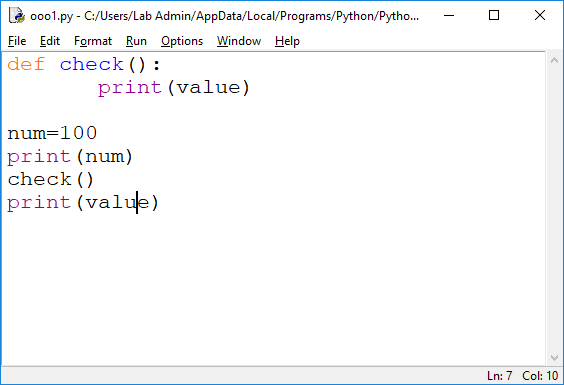 ooo1.py - C:/Users/Lab Admin/AppData/Local/Programs/Python/Pytho...
File Edit Format Run Options Window Help
def check():
        print(value)
num=100
print(num)
check()
print(value)
Ln: 7 Col: 10